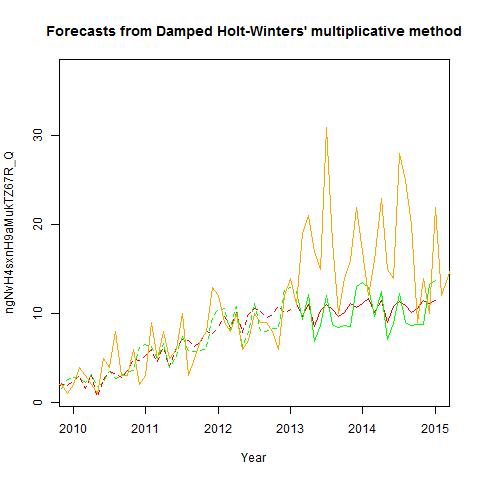 Forecasts from Damped Holt-Winters' multiplicative method
ngNvH4sxnH9aMukTZ67R_Q
30
20
10
0
2010 2011 2012 2013 2014 2015
Year